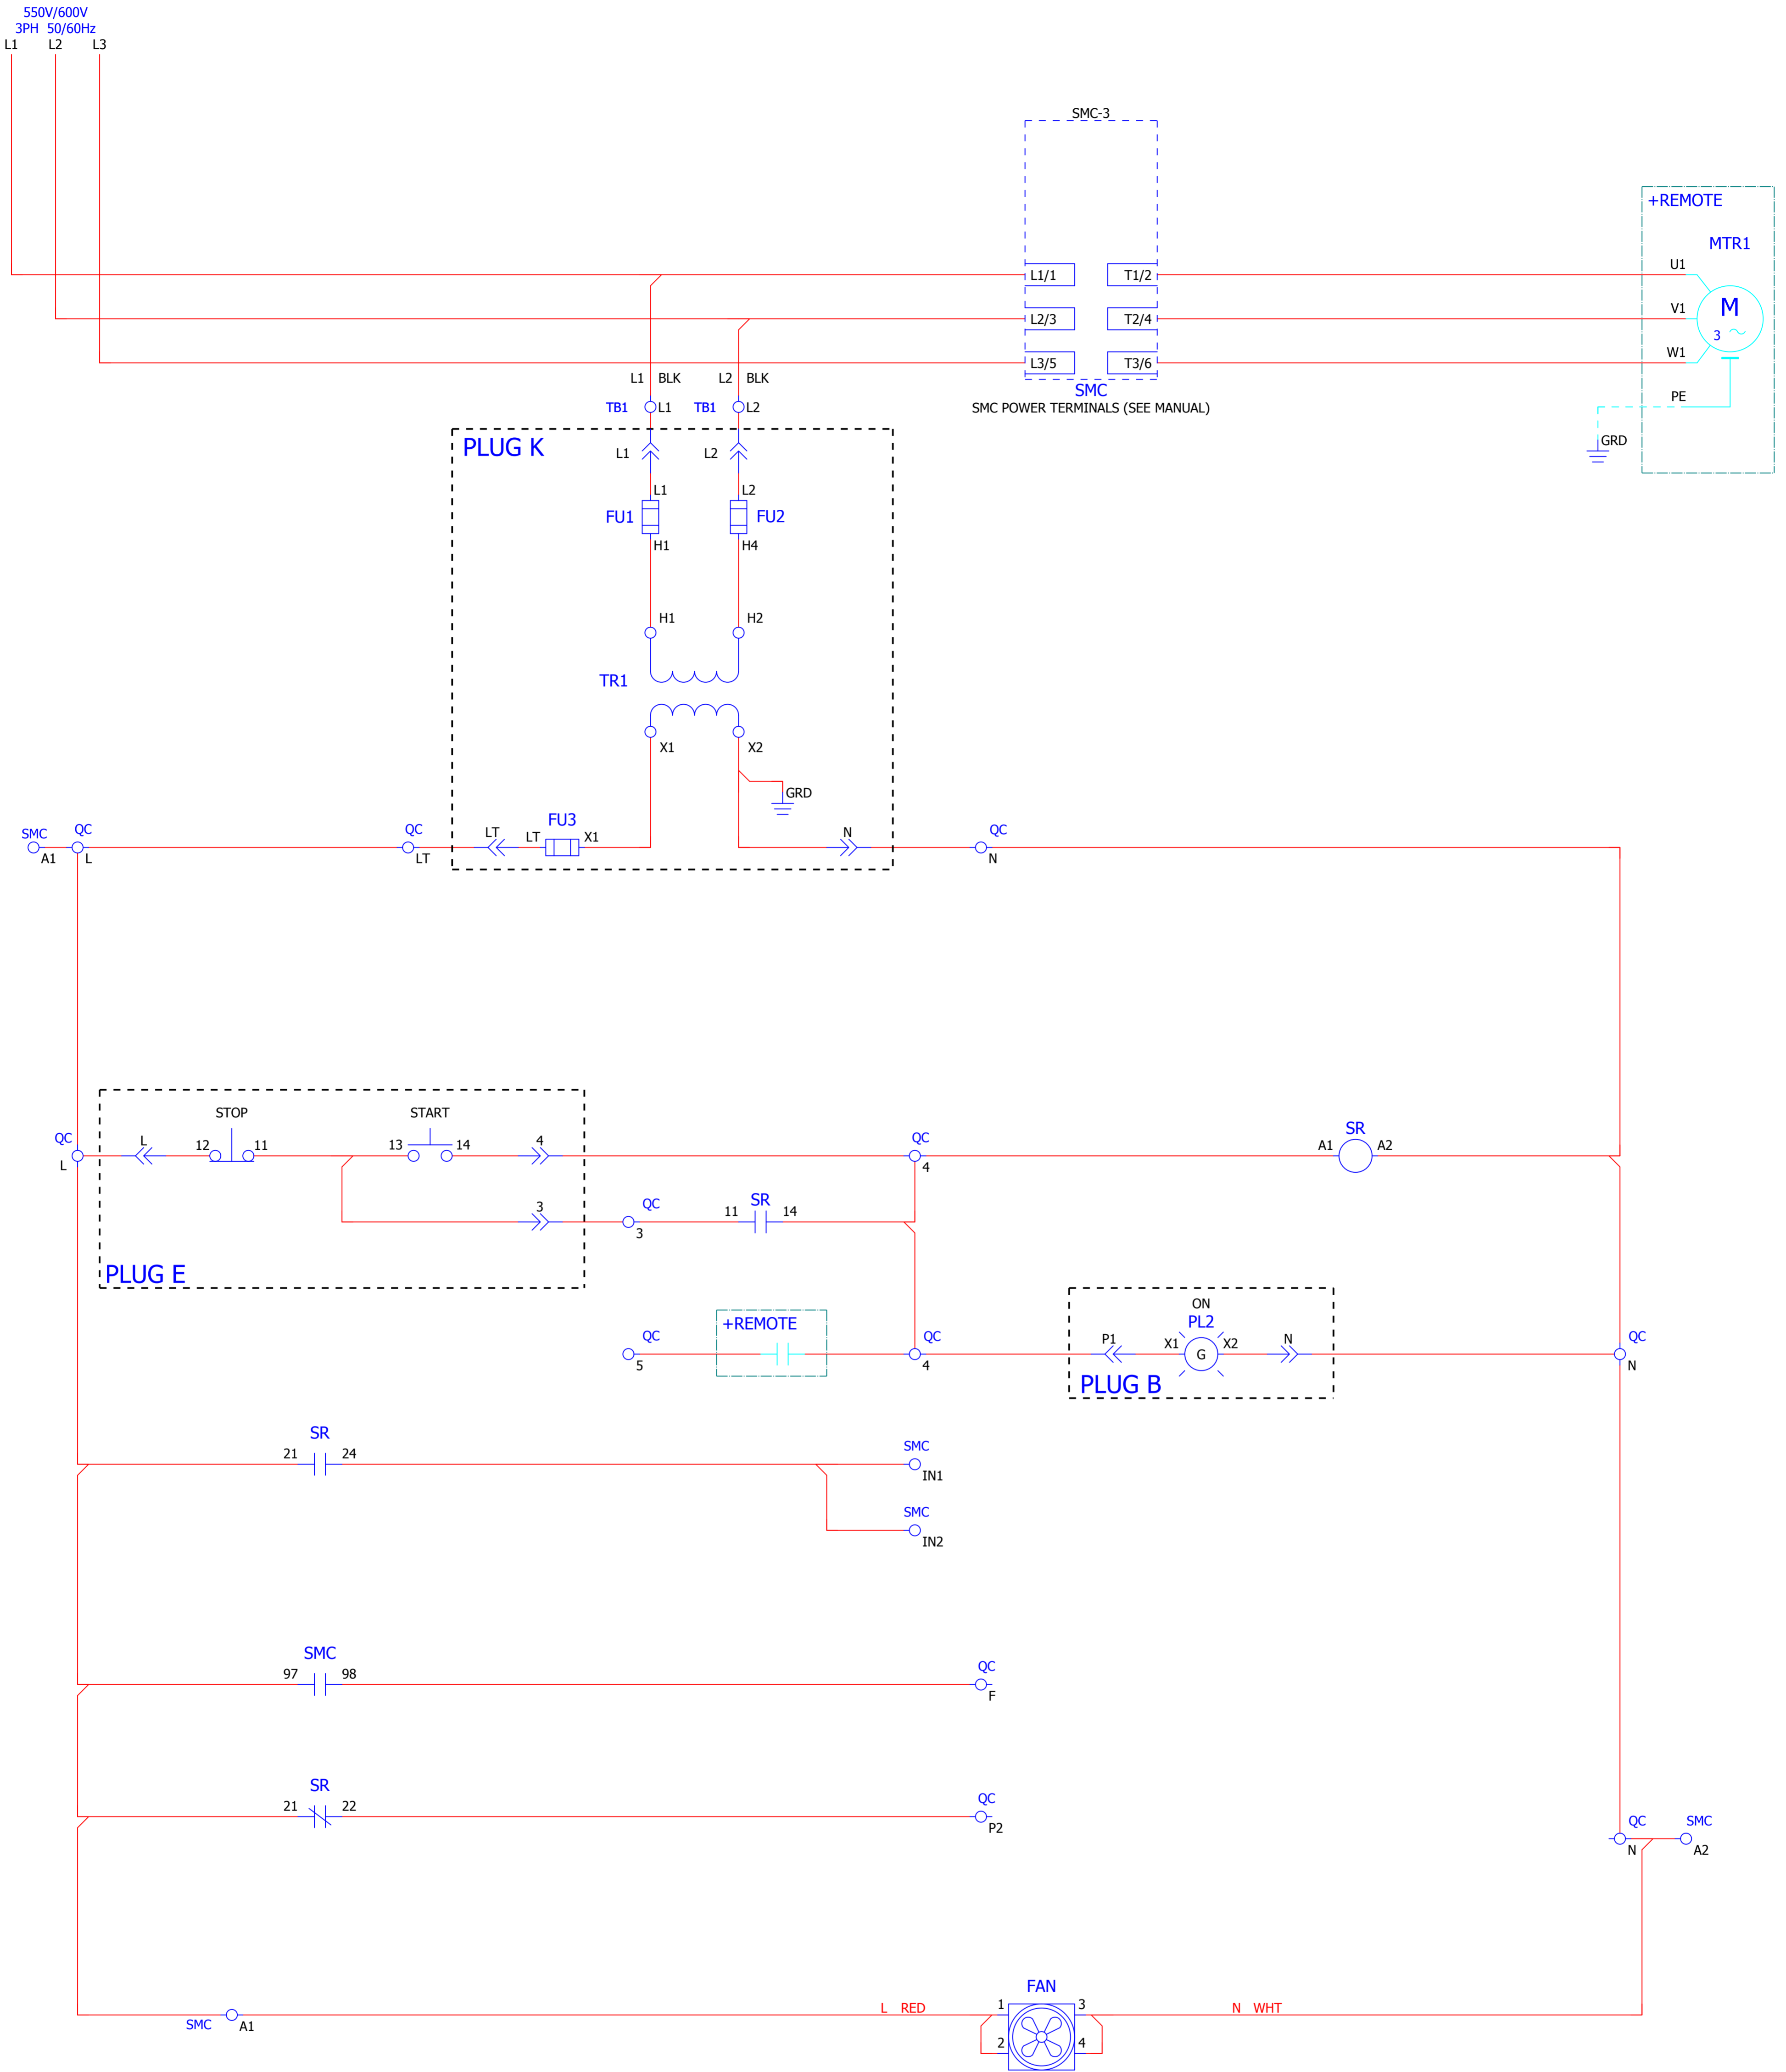 550V/600V
3PH 50/60Hz
L1 L2 L3
SMC-3
+REMOTE
MTR1
L1/1 T1/2 U1
M
3
L2/3 T2/4 V1
L3/5 T3/6 W1
L1 BLK L2 BLK
SMC
PE
TB1 L1 TB1 L2
SMC POWER TERMINALS (SEE MANUAL)
GRD
PLUG K
L1 L2
L1 L2
FU1 FU2
H1 H4
H1 H2
TR1
X1 X2
GRD
FU3
SMC QC QC LT LT X1 N QC
A1 L LT N
STOP START
QC L 12 11 13 14 4 QC SR
L 4 A1 A2
3 QC SR
3 11 14
PLUG E
ON
+REMOTE PL2
QC QC P1 X1 G X2 N QC
5 4 N
PLUG B
SR SMC
21 24 IN1
SMC
IN2
SMC QC
97 98 F
SR QC
21 22 P2
QC SMC
N A2
FAN
L RED 1 3 N WHT
SMC A1
2 4